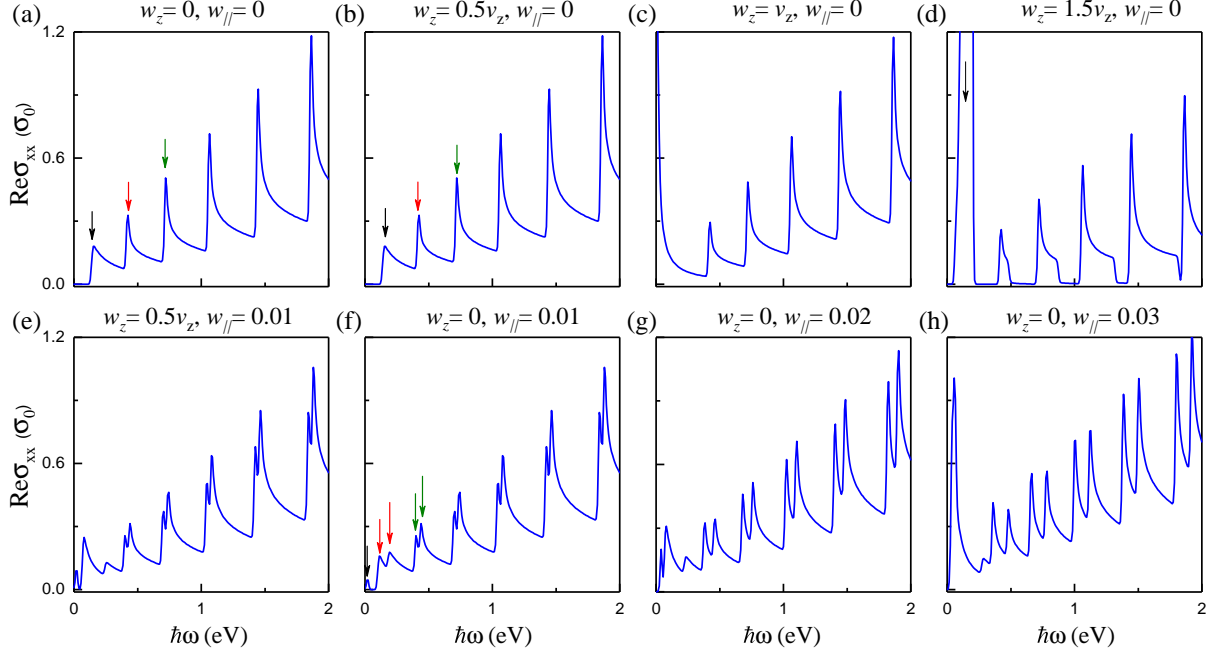 (a) w_z= 0, w_//= 0 (b) w_z= 0.5v_z, w_//= 0 (c) w_z= v_z, w_//= 0 (d) w_z= 1.5v_z, w_//= 0
1.2
0.6
0.0
Reσ_xx (σ_0)
0 1 2
(e) w_z= 0.5v_z, w_//= 0.01 (f) w_z= 0, w_//= 0.01 (g) w_z= 0, w_//= 0.02 (h) w_z= 0, w_//= 0.03
1.2
0.6
0.0
Reσ_xx (σ_0)
0 1 2 0 1 2 0 1 2 0 1 2
ħω (eV) ħω (eV) ħω (eV) ħω (eV)